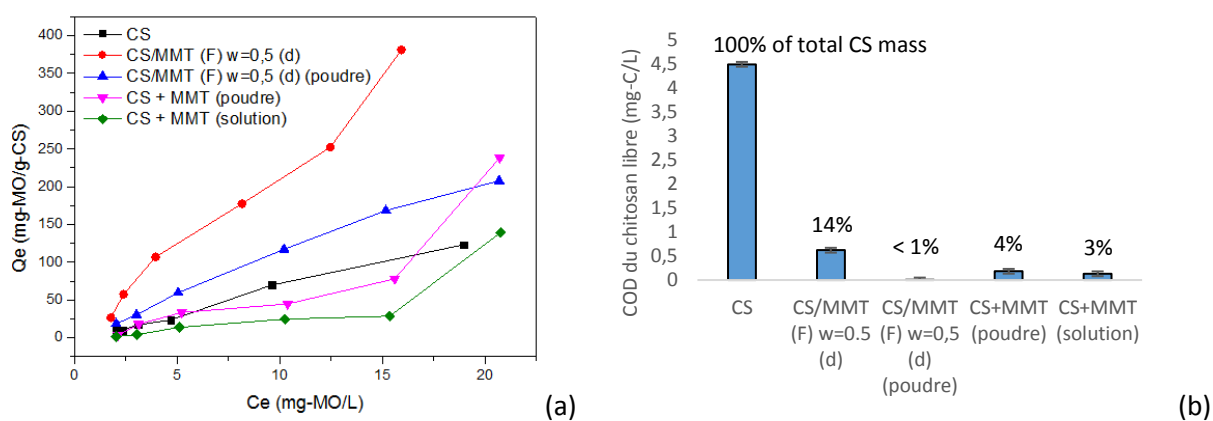 CS
CS/MMT (F) w=0,5 (d)
CS/MMT (F) w=0,5 (d) (poudre)
CS + MMT (poudre)
CS + MMT (solution)
Qe (mg-MO/g-CS)
400
350
300
250
200
150
100
50
0
0
5
10
15
20
Ce (mg-MO/L)
(a)
COD du chitosan libre (mg-C/L)
5
4,5
4
3,5
3
2,5
2
1,5
1
0,5
0
100% of total CS mass
14%
< 1%
4%
3%
CS
CS/MMT
(F) w=0.5
(d)
CS/MMT
(F) w=0,5
(d)
(poudre)
CS+MMT
(poudre)
CS+MMT
(solution)
(b)